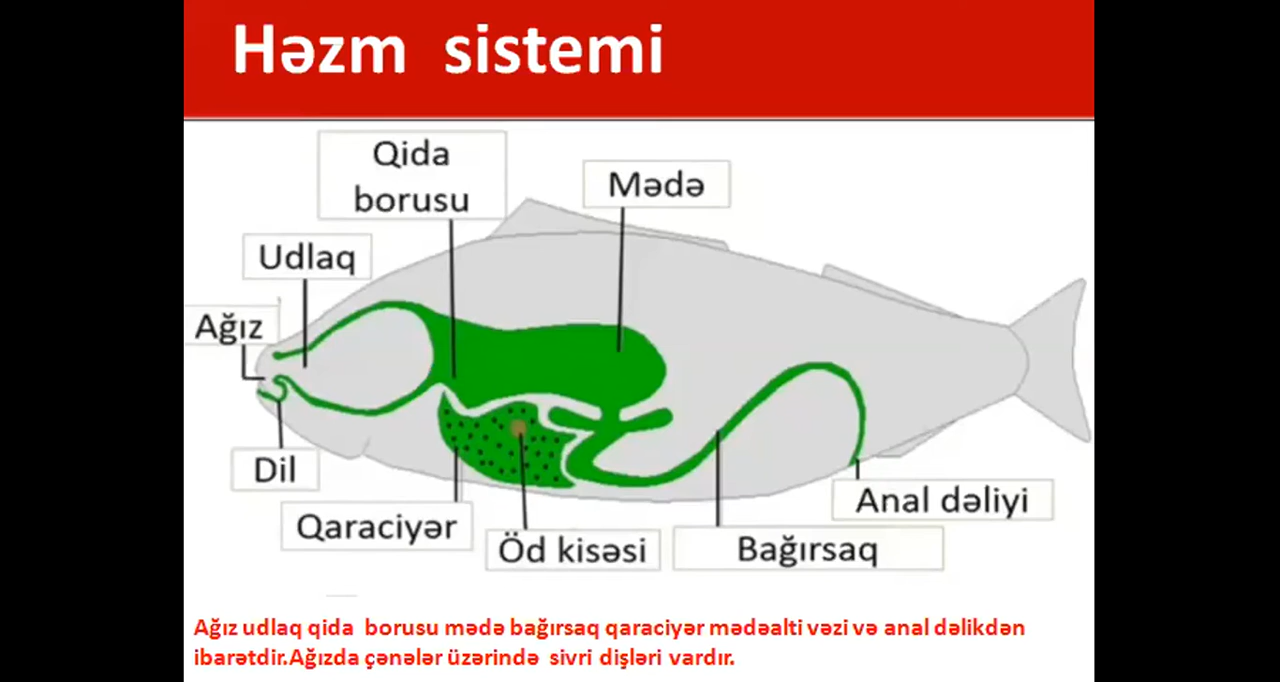 Həzm sistemi
Qida
borusu
Mədə
Udlaq
Ağız
Dil
Qaraciyər
Öd kisəsi
Bağırsaq
Anal dəliyi
Ağız udlaq qida borusu mədə bağırsaq qaraciyər mədəalti vəzi və anal dəlikdən
ibarətdir.Ağızda çənələr üzərində sivri dişləri vardır.